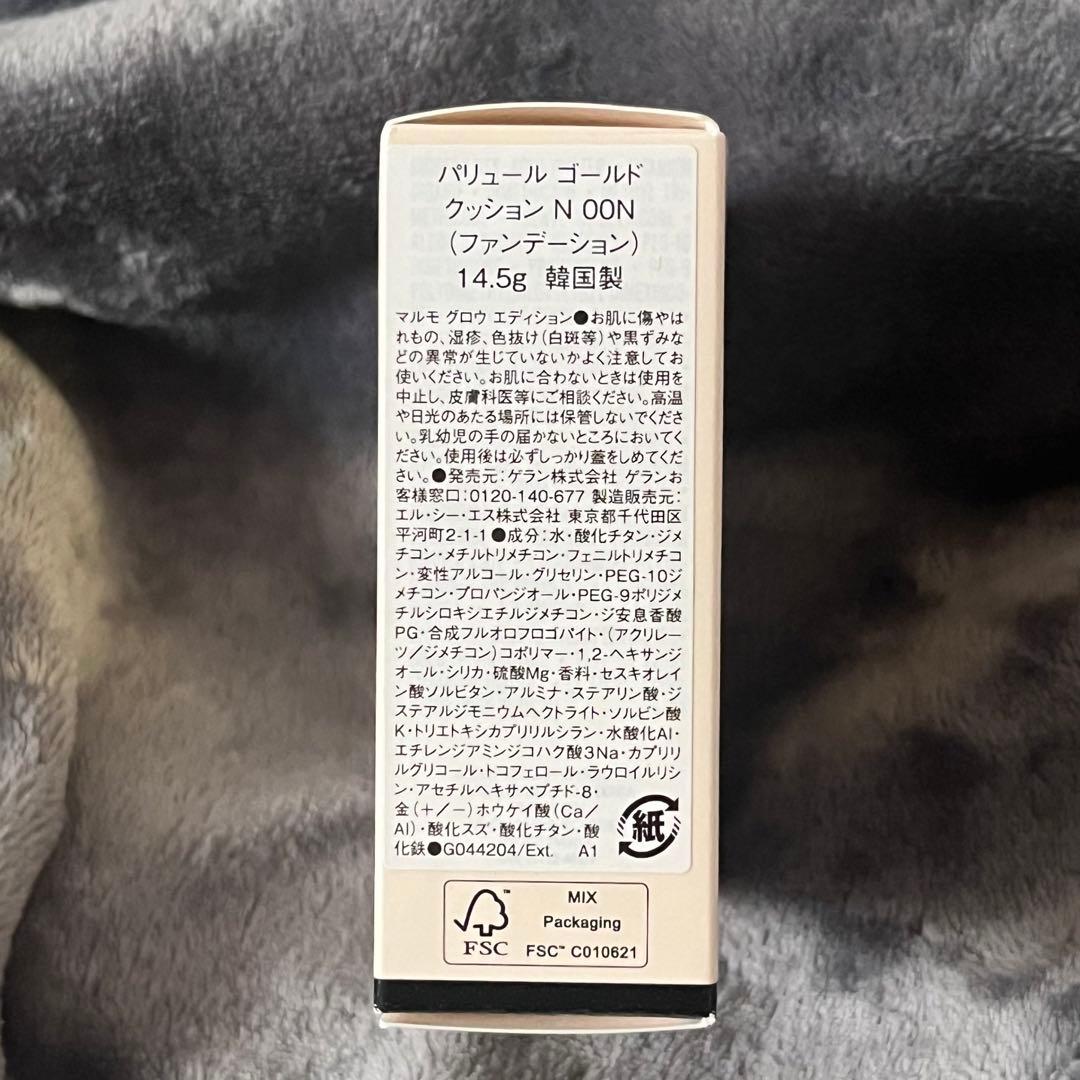 パリュール ゴールド
クッション N 00N
（ファンデーション）
14.5g 韓国製
マルモ グロウ エディション●お肌に傷やは
れもの、湿疹、色抜け（白斑等）や黒ずみな
どの異常が生じていないかよく注意してお
使いください。お肌に合わないときは使用を
中止し、皮膚科医等にご相談ください。高温
や日光のあたる場所には保管しないでくださ
い。乳幼児の手の届かないところにおいてく
ださい。使用後は必ずしっかり蓋をしめてくだ
さい。●発売元：ゲラン株式会社 ゲランお
客様窓口：0120-140-677 製造販売元：
エル・シー・エス株式会社 東京都千代田区
平河町2-1-1●成分：水・酸化チタン・ジメ
チコン・メチルトリメチコン・フェニルトリメチコ
ン・変性アルコール・グリセリン・PEG-10ジ
メチコン・プロパンジオール・PEG-9ポリジメ
チルシロキシエチルジメチコン・ジ安息香酸
PG・合成フルオロフロゴパイト・（アクリレー
ツ／ジメチコン）コポリマー・1,2-ヘキサンジ
オール・シリカ・硫酸Mg・香料・セスキオレイ
ン酸ソルビタン・アルミナ・ステアリン酸・ジ
ステアルジモニウムヘクトライト・ソルビン酸
K・トリエトキシカプリリルシラン・水酸化Al・
エチレンジアミンジコハク酸3Na・カプリリ
ルグリコール・トコフェロール・ラウロイルリシ
ン・アセチルヘキサペプチド-8・
金（＋／－）ホウケイ酸（Ca／
Al）・酸化スズ・酸化チタン・酸
化鉄●G044204/Ext. A1
紙
FSC™
MIX
Packaging
FSC™ C010621